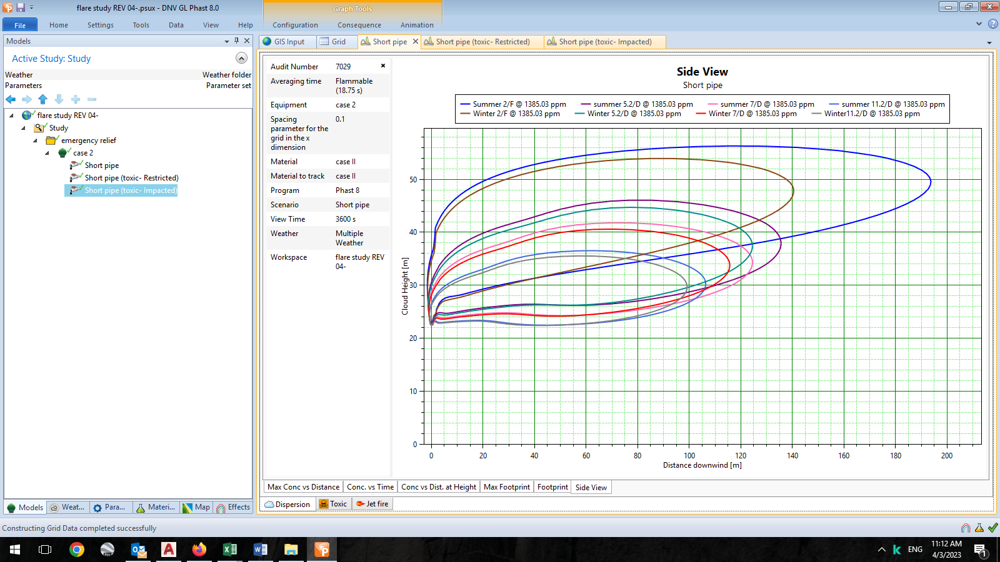 flare study REV 04-.psux - DNV GL Phast 8.0
Graph Tools
File
Home
Settings
Tools
Data
View
Help
Configuration
Consequence
Animation
Models
Active Study: Study
Weather
Weather folder
Parameters
Parameter set
flare study REV 04-
Study
emergency relief
case 2
Short pipe
Short pipe (toxic- Restricted)
Short pipe (toxic- Impacted)
Models
Weat...
Para...
Materi...
Map
Effects
GIS Input
Grid
Short pipe
Short pipe (toxic- Restricted)
Short pipe (toxic- Impacted)
Audit Number 7029
Averaging time Flammable
(18.75 s)
Equipment case 2
Spacing 0.1
parameter for the
grid in the x
dimension
Material case II
Material to track case II
Program Phast 8
Scenario Short pipe
View Time 3600 s
Weather Multiple
Weather
Workspace flare study REV
04-
Side View
Short pipe
Summer 2/F @ 1385.03 ppm
summer 5.2/D @ 1385.03 ppm
summer 7/D @ 1385.03 ppm
summer 11.2/D @ 1385.03 ppm
Winter 2/F @ 1385.03 ppm
Winter 5.2/D @ 1385.03 ppm
Winter 7/D @ 1385.03 ppm
Winter11.2/D @ 1385.03 ppm
Cloud Height [m]
50
40
30
20
10
0
0 20 40 60 80 100 120 140 160 180 200
Distance downwind [m]
Max Conc vs Distance
Conc. vs Time
Conc vs Dist. at Height
Max Footprint
Footprint
Side View
Dispersion
Toxic
Jet fire
Constructing Grid Data completed successfully
ENG
11:12 AM
4/3/2023
1